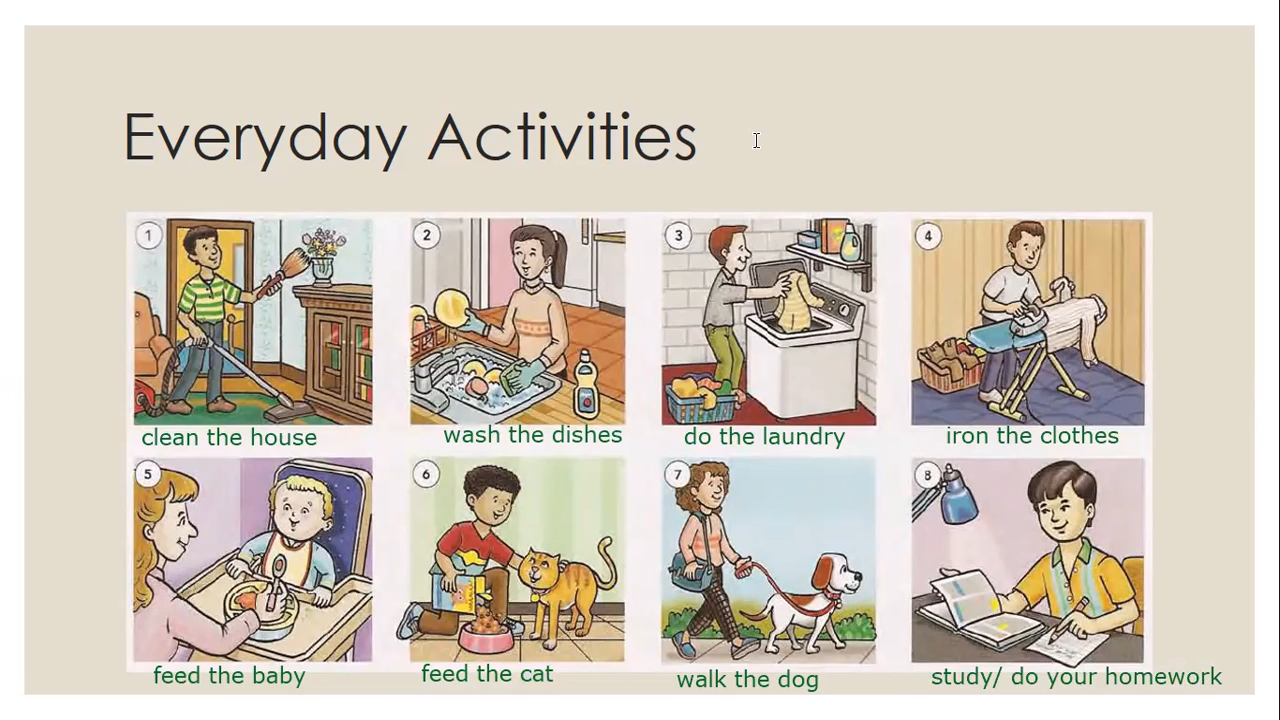 Everyday Activities
1
2
3
4
clean the house
wash the dishes
do the laundry
iron the clothes
5
6
7
8
feed the baby
feed the cat
walk the dog
study/ do your homework